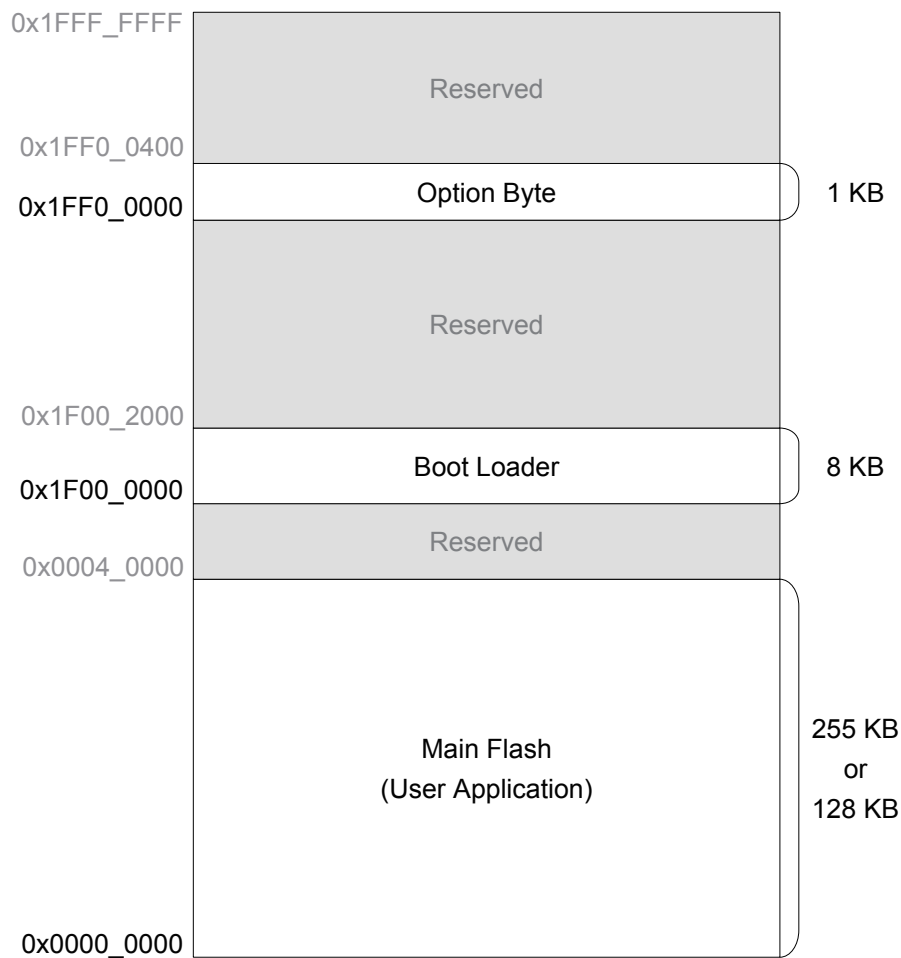 0x1FFF_FFFF
Reserved
0x1FF0_0400
Option Byte
1 KB
0x1FF0_0000
Reserved
0x1F00_2000
Boot Loader
8 KB
0x1F00_0000
Reserved
0x0004_0000
Main Flash
(User Application)
255 KB
or
128 KB
0x0000_0000